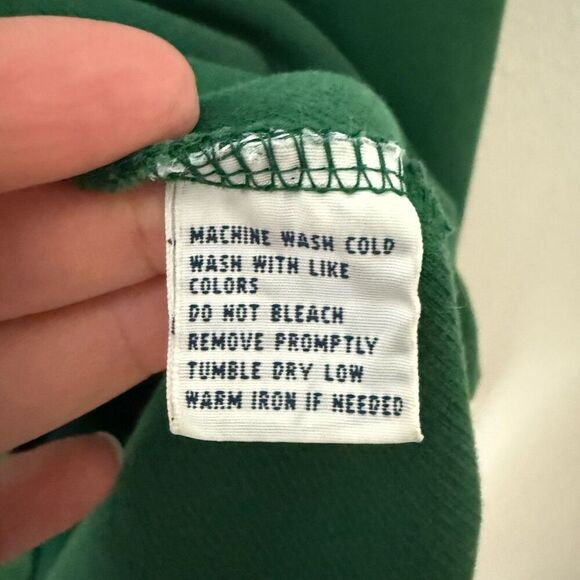 MACHINE WASH COLD
WASH WITH LIKE
COLORS
DO NOT BLEACH
REMOVE PROMPTLY
TUMBLE DRY LOW
WARM IRON IF NEEDED